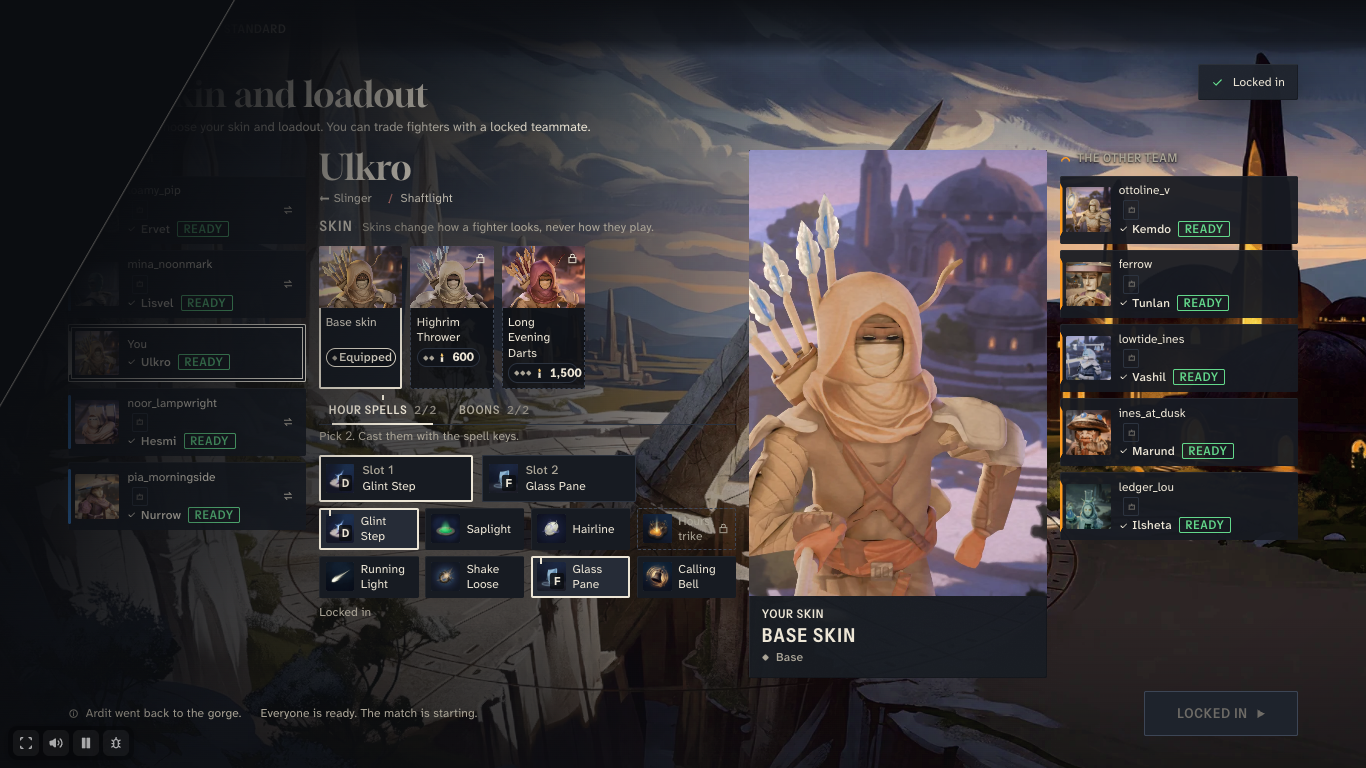 STANDARD
Skin and loadout
your skin and loadout. You can trade fighters with a locked teammate.
Locked in
Ervet READY
mina_noonmark
Lisvel READY
You
Ulkro READY
noor_lampwright
Hesmi READY
pia_morningside
Nurrow READY
Ulkro
Slinger / Shaftlight
SKIN Skins change how a fighter looks, never how they play.
Base skin
Equipped
Highrim
Thrower
600
Long
Evening
Darts
1,500
HOUR SPELLS 2/2 BOONS 2/2
Pick 2. Cast them with the spell keys.
D
Slot 1
Glint Step
F
Slot 2
Glass Pane
D
Glint
Step
Saplight
Hairline
trike
Running
Light
Shake
Loose
F
Glass
Pane
Calling
Bell
Locked in
YOUR SKIN
BASE SKIN
Base
THE OTHER TEAM
ottoline_v
Kemdo READY
ferrow
Tunlan READY
lowtide_ines
Vashil READY
ines_at_dusk
Marund READY
ledger_lou
Ilsheta READY
Ardit went back to the gorge. Everyone is ready. The match is starting.
LOCKED IN